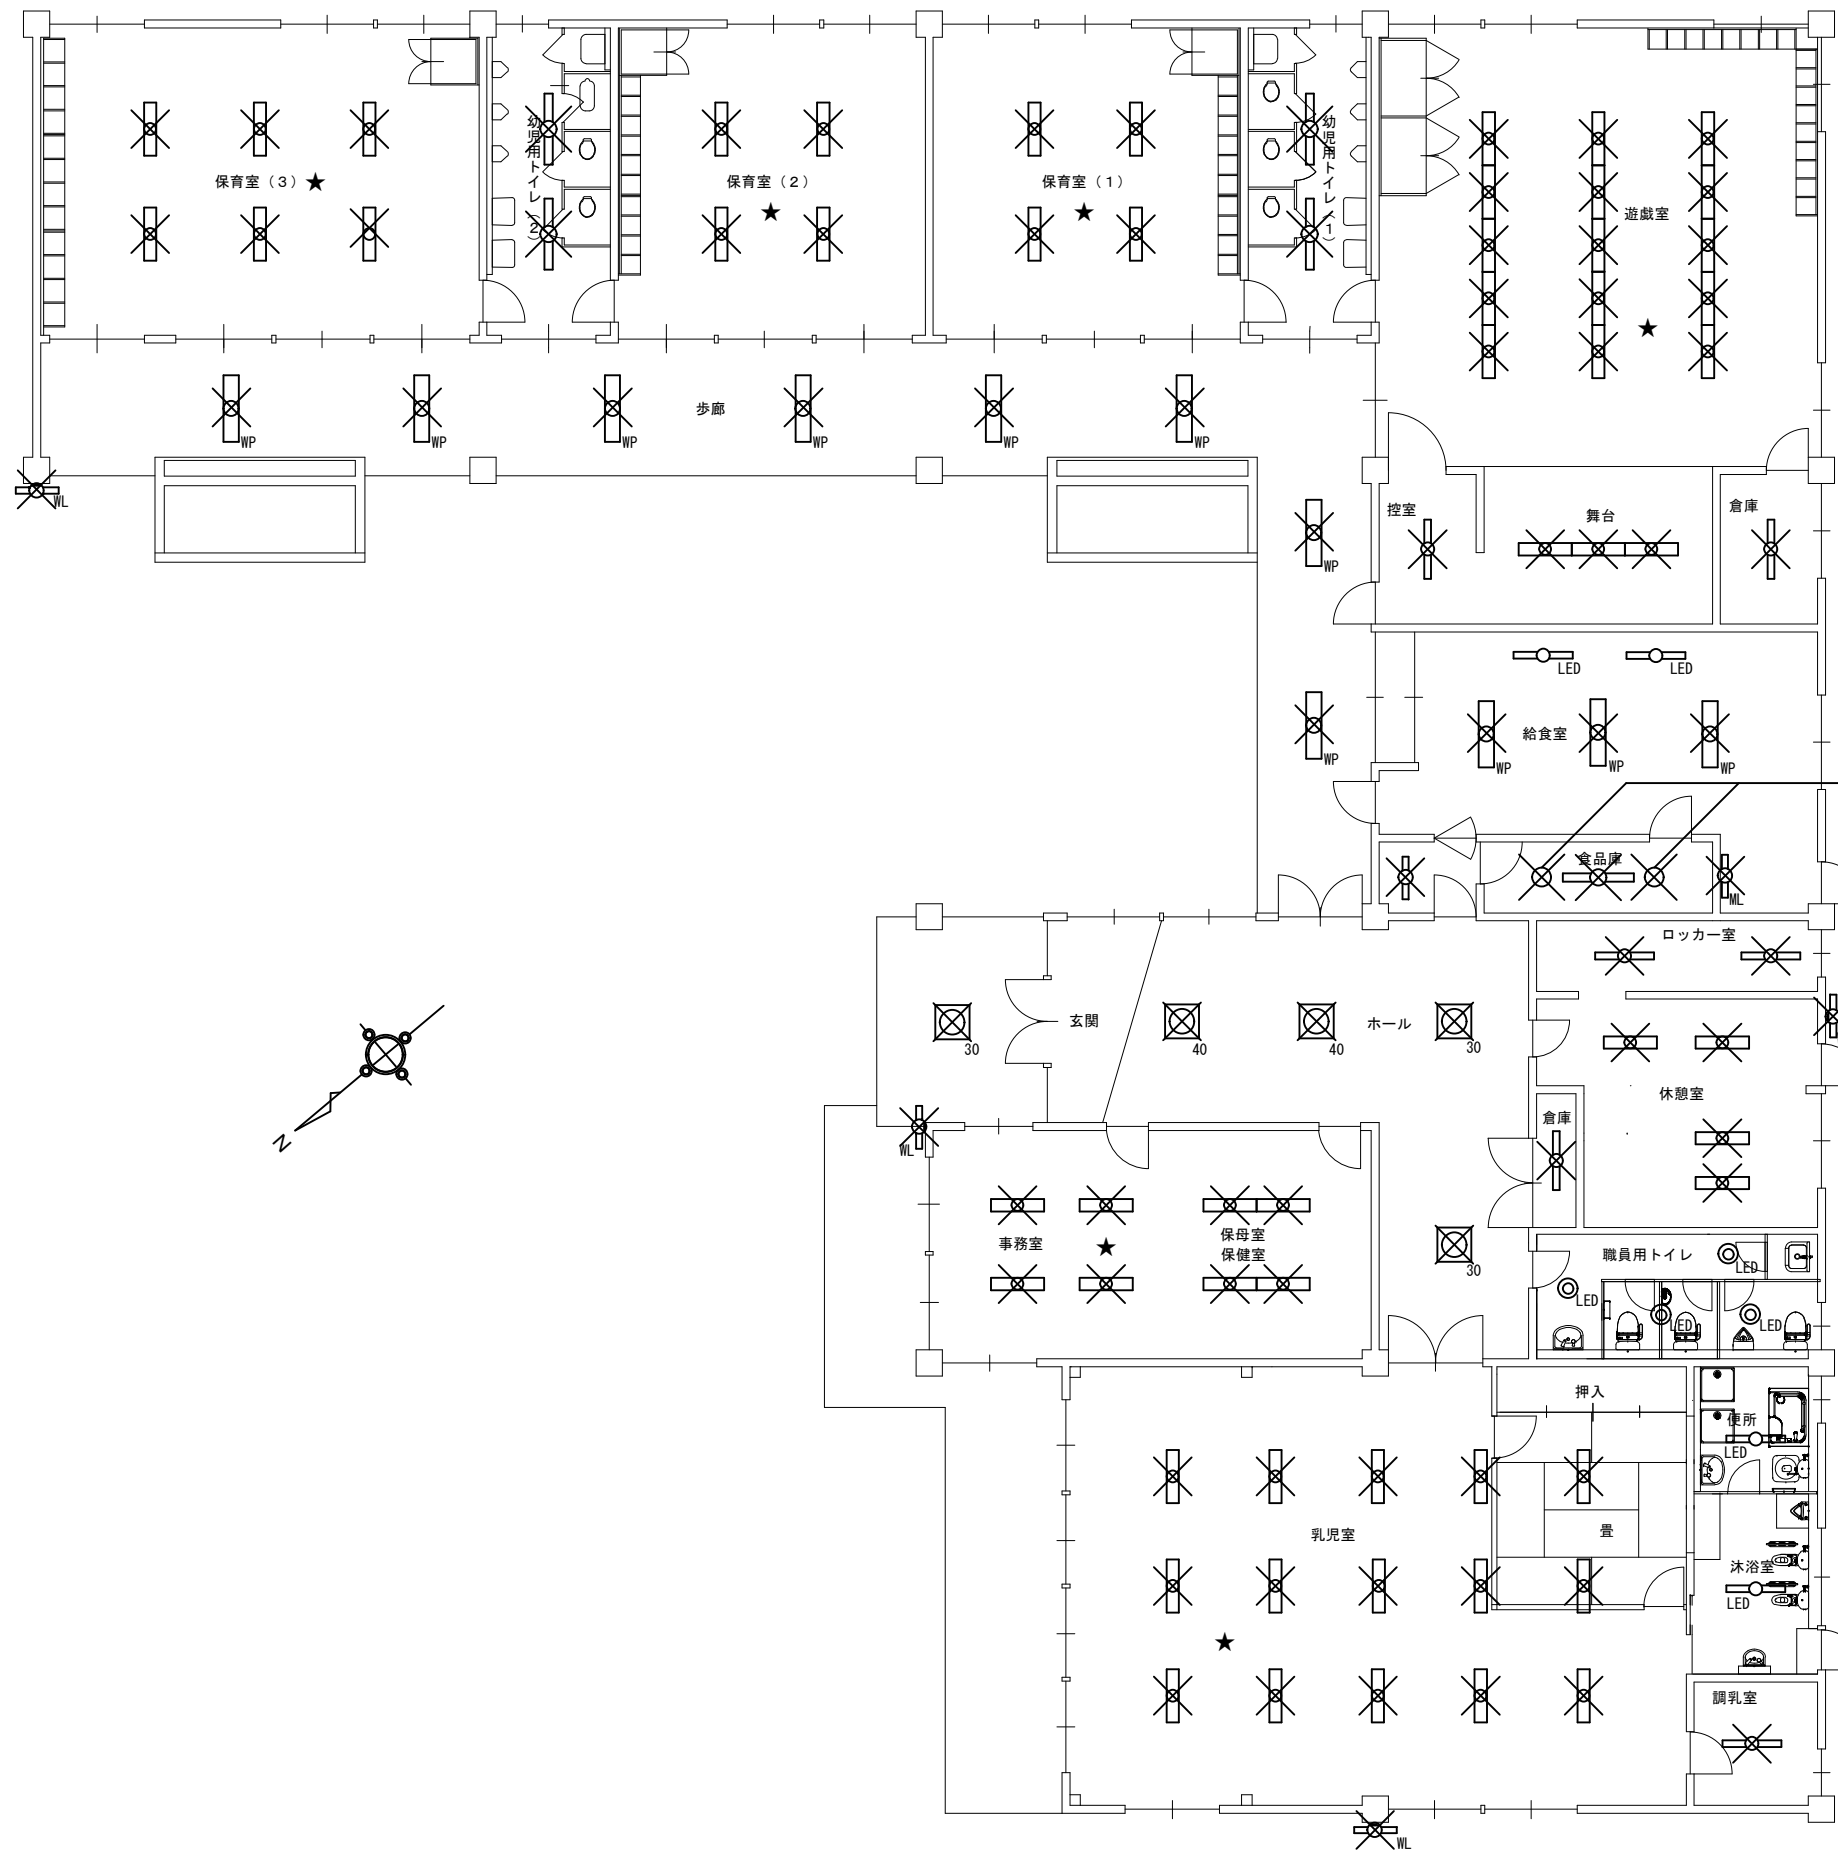 保育室(3) ★
幼児用トイレ(2)
保育室(2)
★
保育室(1)
★
幼児用トイレ(1)
遊戯室
★
歩廊
WP
WP
WP
WP
WP
WP
WL
控室
舞台
倉庫
WP
LED
LED
給食室
WP
WP
WP
WP
食品庫
ML
ロッカー室
玄関
ホール
30
40
40
30
休憩室
倉庫
WL
事務室
★
保母室
保健室
30
職員用トイレ
LED
LED
LED
LED
押入
便所
LED
乳児室
畳
沐浴室
LED
★
調乳室
WL
N